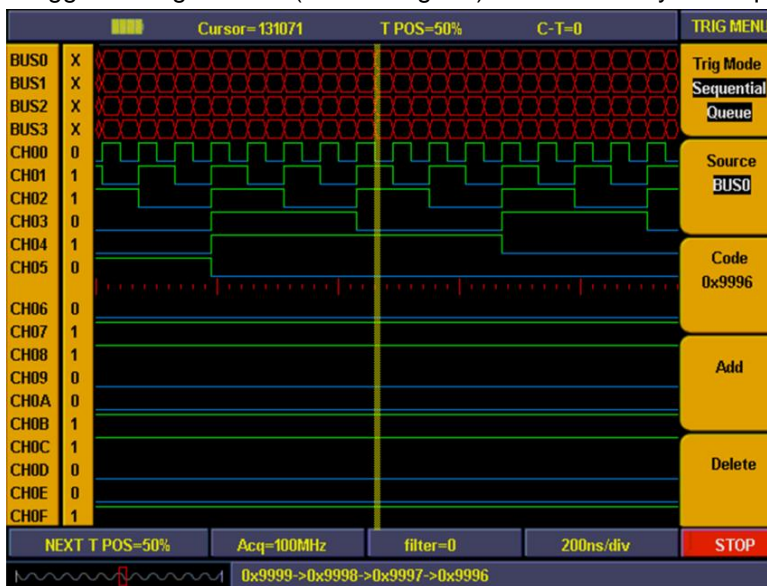 Cursor=131071 T POS=50% C-T=0 TRIG MENU
BUS0 X
BUS1 X
BUS2 X
BUS3 X
CH00 0
CH01 1
CH02 1
CH03 0
CH04 1
CH05 0
CH06 0
CH07 1
CH08 1
CH09 0
CH0A 0
CH0B 1
CH0C 1
CH0D 0
CH0E 0
CH0F 1
Trig Mode
Sequential
Queue
Source
BUS0
Code
0x9996
Add
Delete
NEXT T POS=50% Acq=100MHz filter=0 200ns/div STOP
0x9999->0x9998->0x9997->0x9996